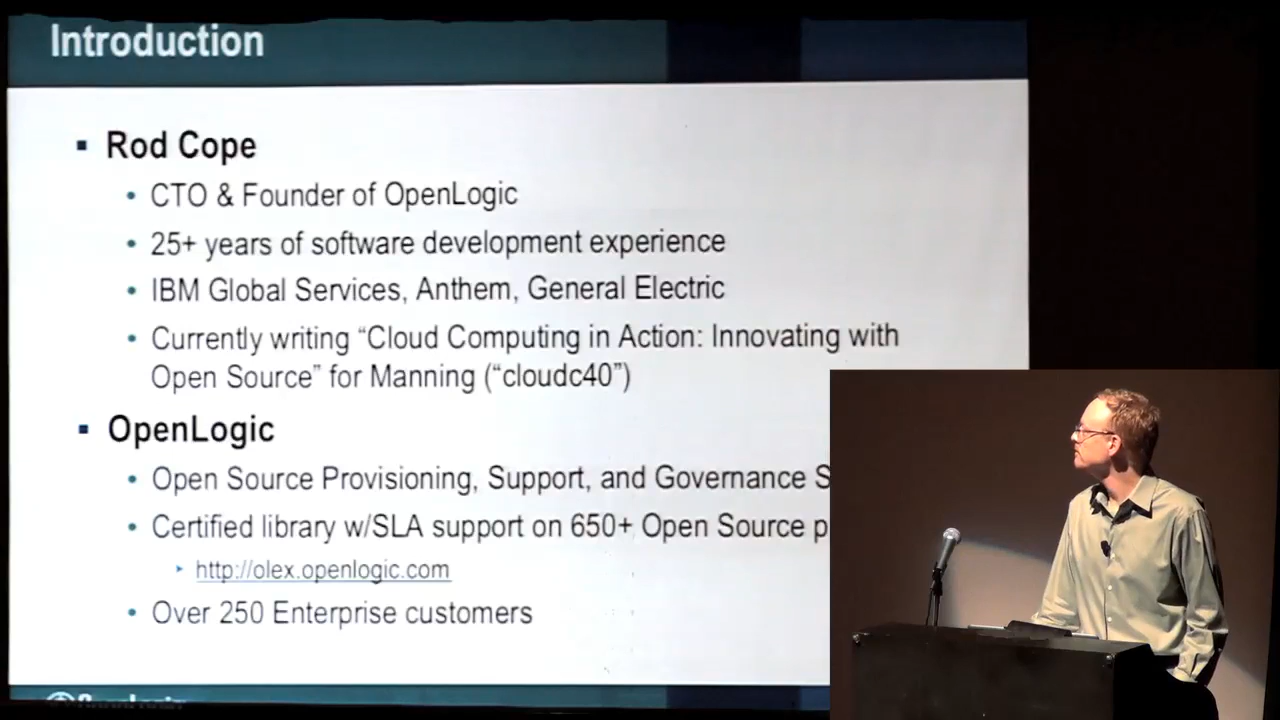 Introduction
Rod Cope
CTO & Founder of OpenLogic
25+ years of software development experience
IBM Global Services, Anthem, General Electric
Currently writing “Cloud Computing in Action: Innovating with
Open Source” for Manning (“cloudc40”)
OpenLogic
Open Source Provisioning, Support, and Governance
Certified library w/SLA support on 650+ Open Source
http://olex.openlogic.com
Over 250 Enterprise customers